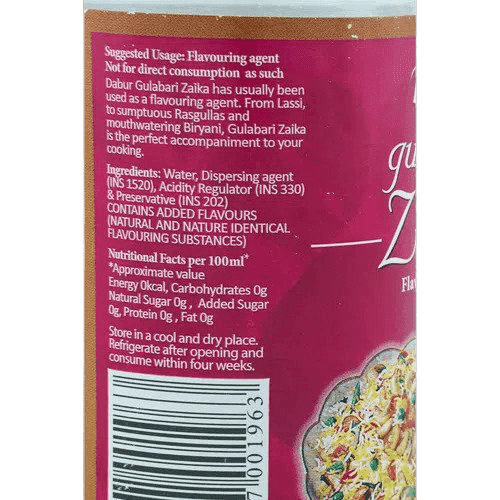 Suggested Usage: Flavouring agent
Not for direct consumption as such
Dabur Gulabari Zaika has usually been
used as a flavouring agent. From Lassi,
to sumptuous Rasgullas and
mouthwatering Biryani, Gulabari Zaika
is the perfect accompaniment to your
cooking.
Ingredients: Water, Dispersing agent
(INS 1520), Acidity Regulator (INS 330)
& Preservative (INS 202)
CONTAINS ADDED FLAVOURS
(NATURAL AND NATURE IDENTICAL
FLAVOURING SUBSTANCES)
Nutritional Facts per 100ml*
*Approximate value
Energy 0kcal, Carbohydrates 0g
Natural Sugar 0g , Added Sugar
0g, Protein 0g , Fat 0g
Store in a cool and dry place.
Refrigerate after opening and
consume within four weeks.
7001963
gu
Z
Flav